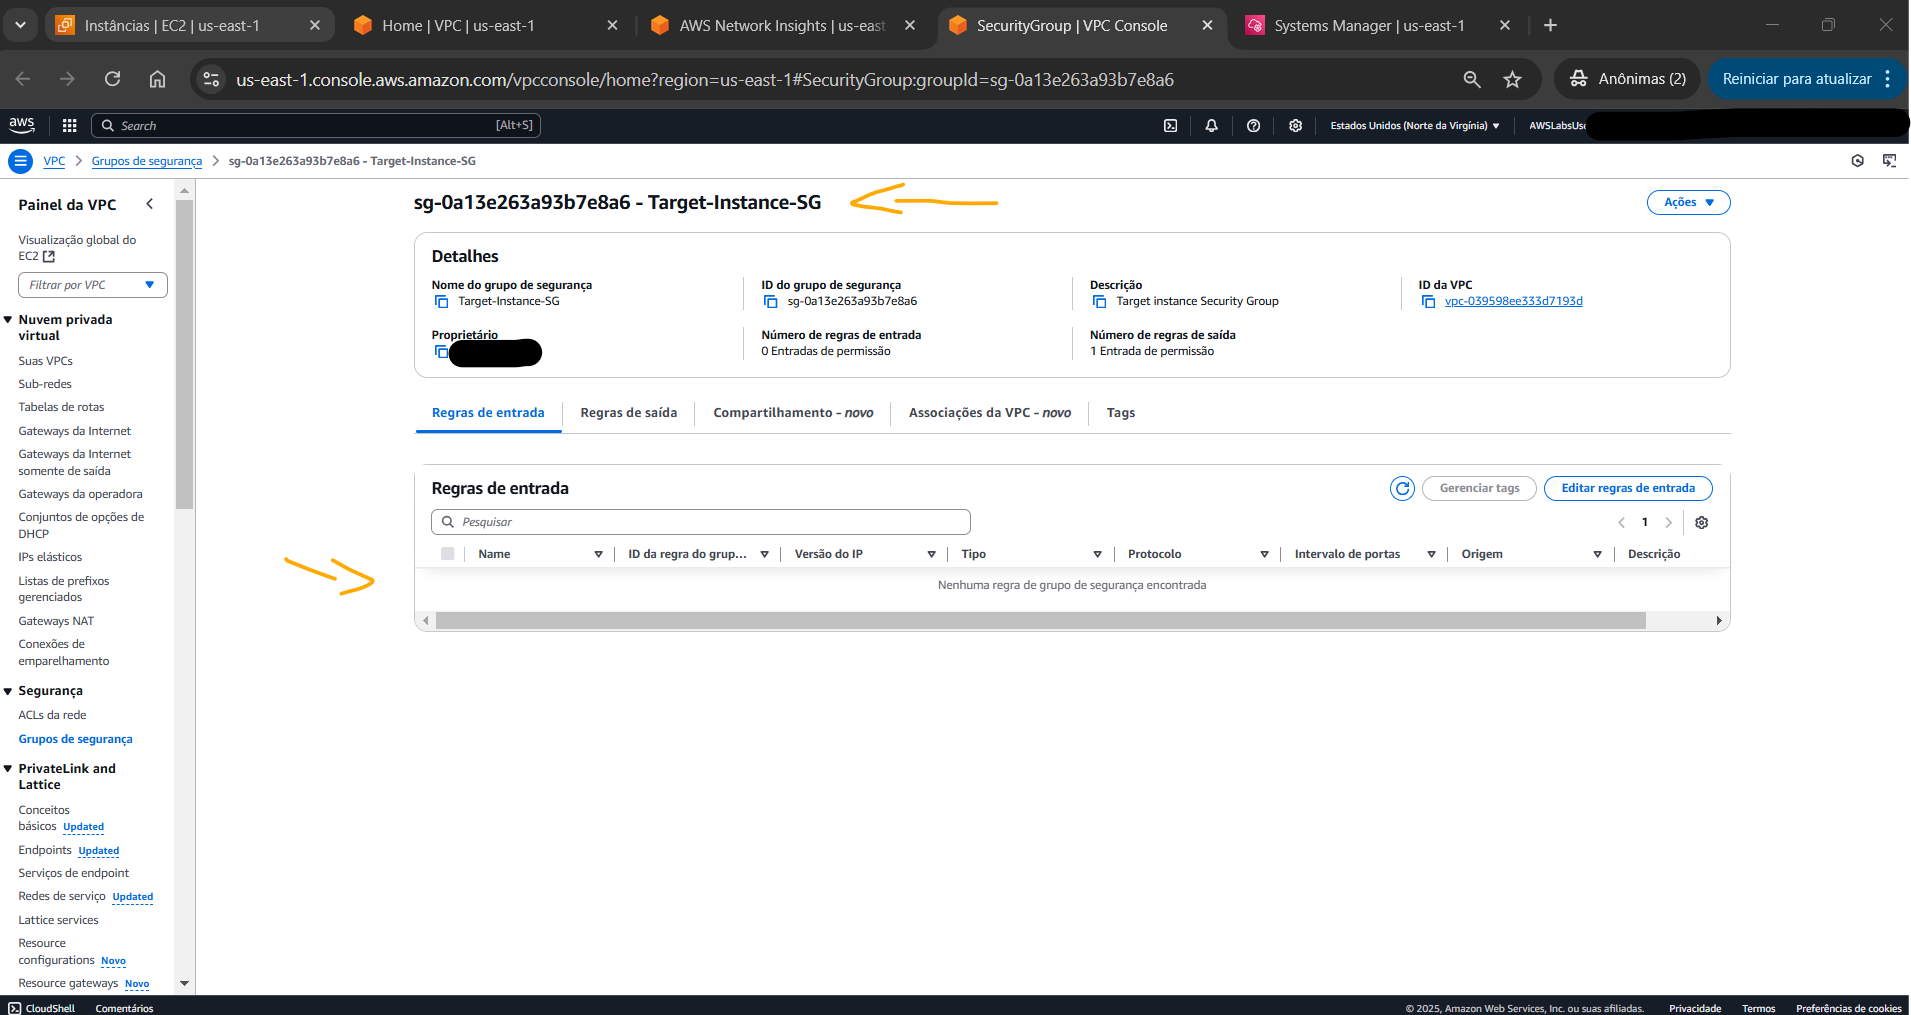 Instâncias | EC2 | us-east-1
Home | VPC | us-east-1
AWS Network Insights | us-east
SecurityGroup | VPC Console
Systems Manager | us-east-1
us-east-1.console.aws.amazon.com/vpcconsole/home?region=us-east-1#SecurityGroup:groupId=sg-0a13e263a93b7e8a6
Anônimas (2)
Reiniciar para atualizar
aws
Search
[Alt+S]
Estados Unidos (Norte da Virgínia)
AWSLabsUse
VPC
Grupos de segurança
sg-0a13e263a93b7e8a6 - Target-Instance-SG
Painel da VPC
Visualização global do
EC2
Filtrar por VPC
Nuvem privada
virtual
Suas VPCs
Sub-redes
Tabelas de rotas
Gateways da Internet
Gateways da Internet
somente de saída
Gateways da operadora
Conjuntos de opções de
DHCP
IPs elásticos
Listas de prefixos
gerenciados
Gateways NAT
Conexões de
emparelhamento
Segurança
ACLs da rede
Grupos de segurança
PrivateLink and
Lattice
Conceitos
básicos Updated
Endpoints Updated
Serviços de endpoint
Redes de serviço Updated
Lattice services
Resource
configurations Novo
Resource gateways Novo
sg-0a13e263a93b7e8a6 - Target-Instance-SG
Ações
Detalhes
Nome do grupo de segurança
Target-Instance-SG
ID do grupo de segurança
sg-0a13e263a93b7e8a6
Descrição
Target instance Security Group
ID da VPC
vpc-039598ee333d7193d
Proprietário
Número de regras de entrada
0 Entradas de permissão
Número de regras de saída
1 Entrada de permissão
Regras de entrada
Regras de saída
Compartilhamento - novo
Associações da VPC - novo
Tags
Regras de entrada
Gerenciar tags
Editar regras de entrada
Pesquisar
1
Name
ID da regra do grup...
Versão do IP
Tipo
Protocolo
Intervalo de portas
Origem
Descrição
Nenhuma regra de grupo de segurança encontrada
CloudShell
Comentários
© 2025, Amazon Web Services, Inc. ou suas afiliadas.
Privacidade
Termos
Preferências de cookies